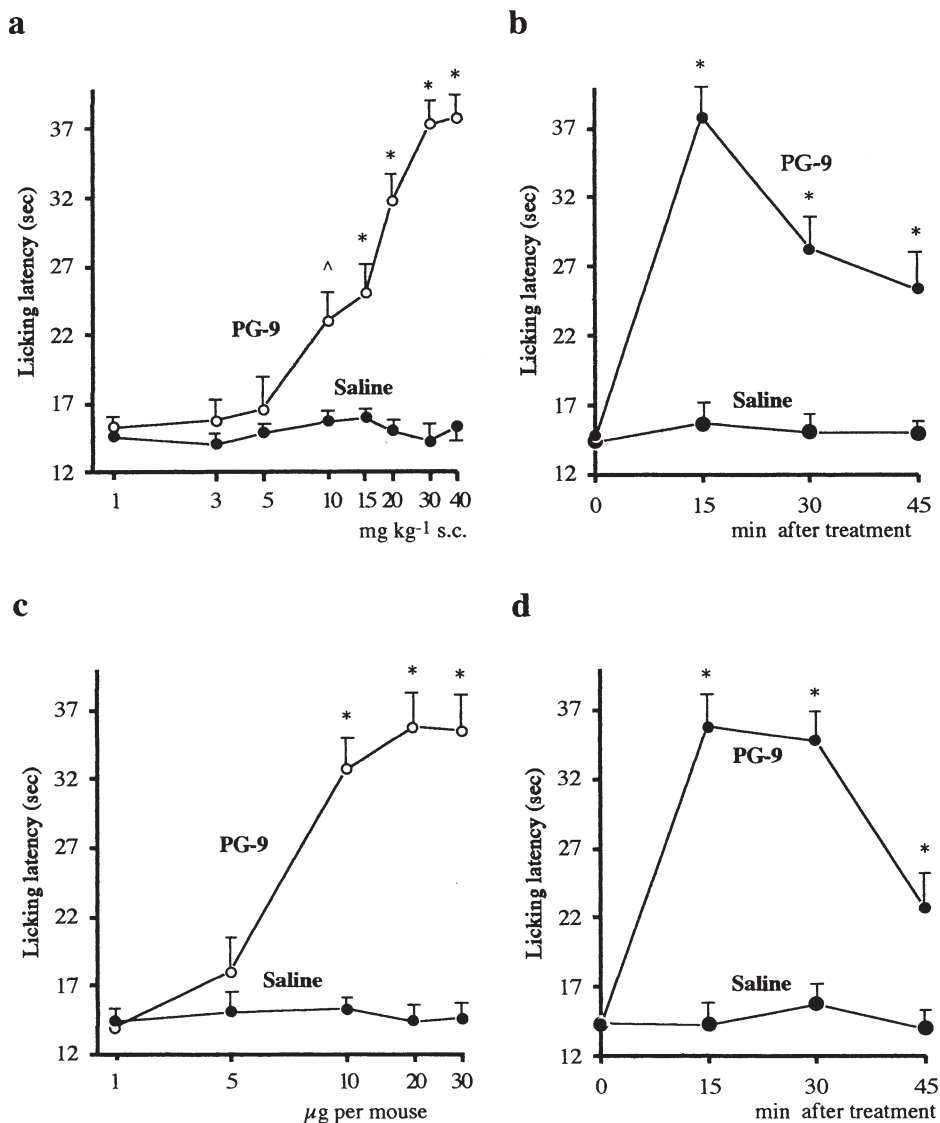 a
Licking latency (sec)
37
32
27
22
17
12
^
*
*
*
*
*
PG-9
Saline
1 3 5 10 15 20 30 40
mg kg-1 s.c.
b
Licking latency (sec)
37
32
27
22
17
12
*
PG-9
*
*
Saline
0 15 30 45
min after treatment
c
Licking latency (sec)
37
32
27
22
17
12
*
*
*
PG-9
Saline
1 5 10 20 30
µg per mouse
d
Licking latency (sec)
37
32
27
22
17
12
*
*
PG-9
*
Saline
0 15 30 45
min after treatment